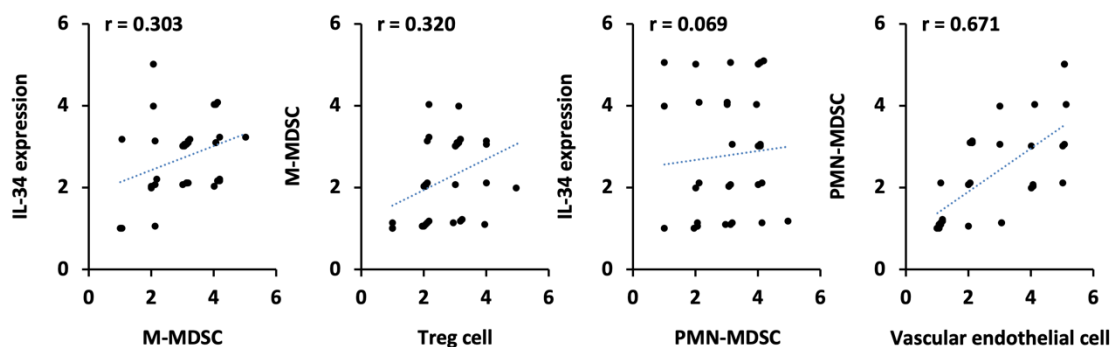 r = 0.303
IL-34 expression
6
4
2
0
0 2 4 6
M-MDSC
r = 0.320
M-MDSC
6
4
2
0
0 2 4 6
Treg cell
r = 0.069
IL-34 expression
6
4
2
0
0 2 4 6
PMN-MDSC
r = 0.671
PMN-MDSC
6
4
2
0
0 2 4 6
Vascular endothelial cell